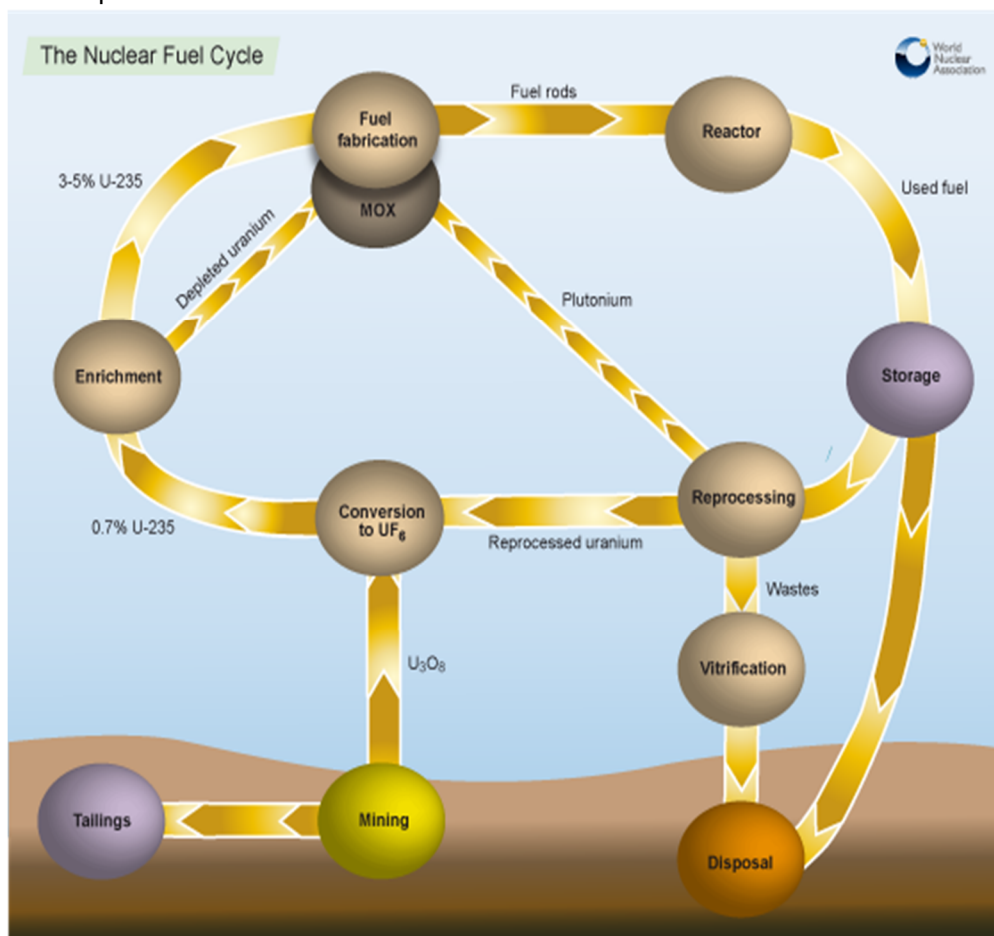 The Nuclear Fuel Cycle
World
Nuclear
Association
Fuel
fabrication
MOX
Fuel rods
Reactor
Used fuel
3-5% U-235
Depleted uranium
Plutonium
Enrichment
Storage
0.7% U-235
Conversion
to UF₆
Reprocessed uranium
Reprocessing
Wastes
U₃O₈
Vitrification
Tailings
Mining
Disposal